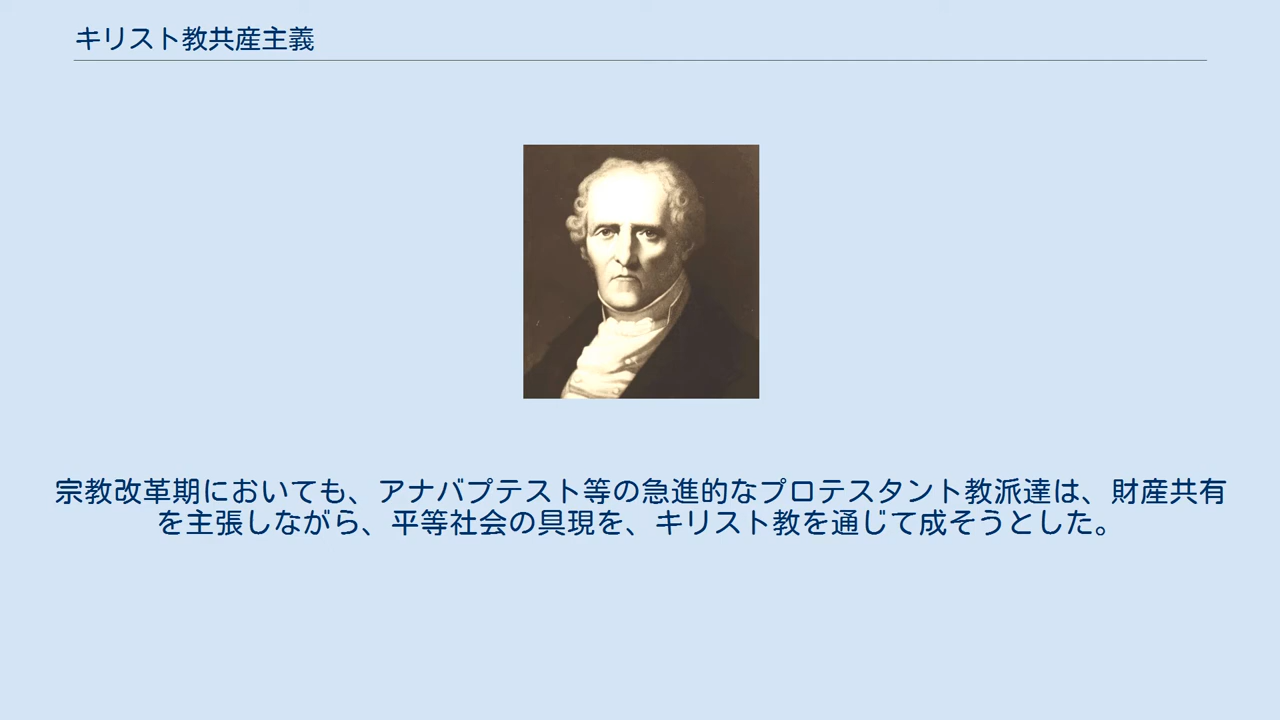 キリスト教共産主義
宗教改革期においても、アナバプテスト等の急進的なプロテスタント教派達は、財産共有
を主張しながら、平等社会の具現を、キリスト教を通じて成そうとした。